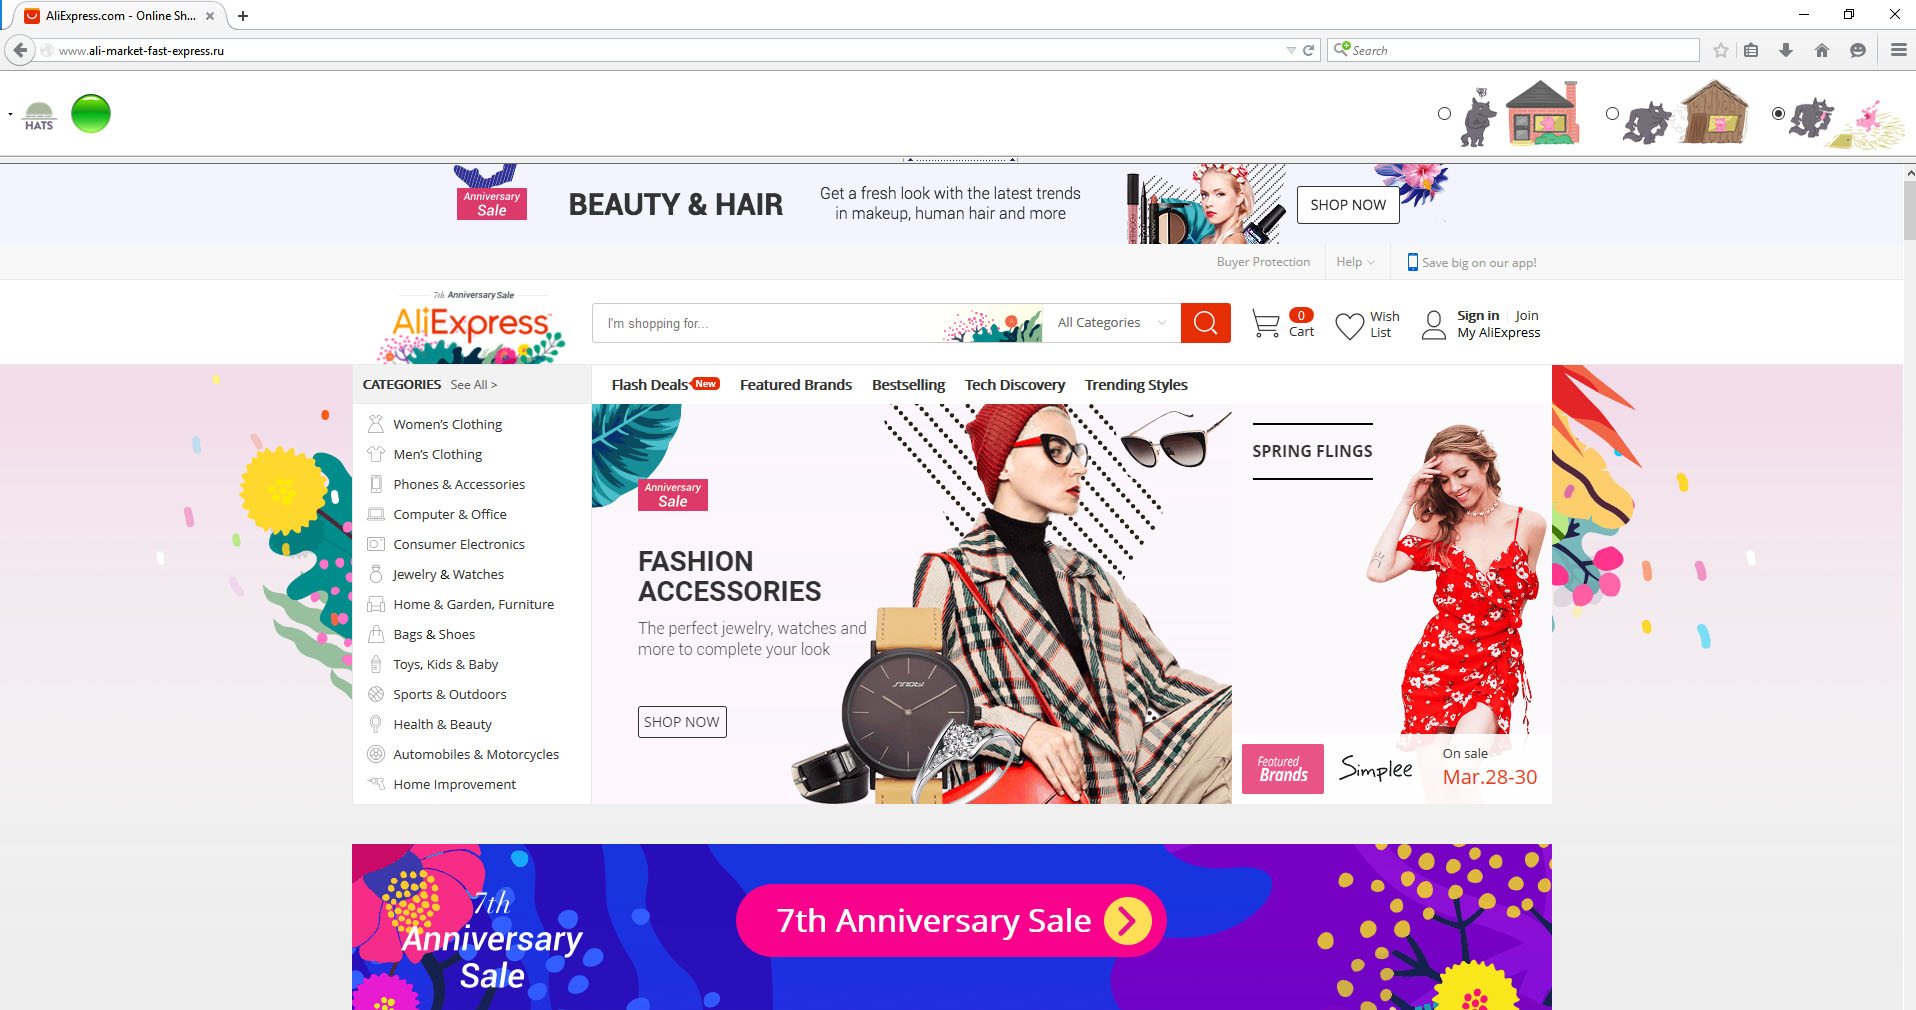 AliExpress.com - Online Sh...
www.ali-market-fast-express.ru
Search
HATS
Anniversary
Sale
BEAUTY & HAIR
Get a fresh look with the latest trends
in makeup, human hair and more
SHOP NOW
Buyer Protection
Help
Save big on our app!
7th Anniversary Sale
AliExpress™
I'm shopping for...
All Categories
0
Cart
Wish
List
Sign in
Join
My AliExpress
CATEGORIES See All >
Flash Deals New
Featured Brands
Bestselling
Tech Discovery
Trending Styles
Women's Clothing
Men's Clothing
Phones & Accessories
Computer & Office
Consumer Electronics
Jewelry & Watches
Home & Garden, Furniture
Bags & Shoes
Toys, Kids & Baby
Sports & Outdoors
Health & Beauty
Automobiles & Motorcycles
Home Improvement
Anniversary
Sale
FASHION
ACCESSORIES
The perfect jewelry, watches and
more to complete your look
SHOP NOW
SINOBI
SPRING FLINGS
Featured
Brands
Simplee
On sale
Mar.28-30
7th
Anniversary
Sale
7th Anniversary Sale